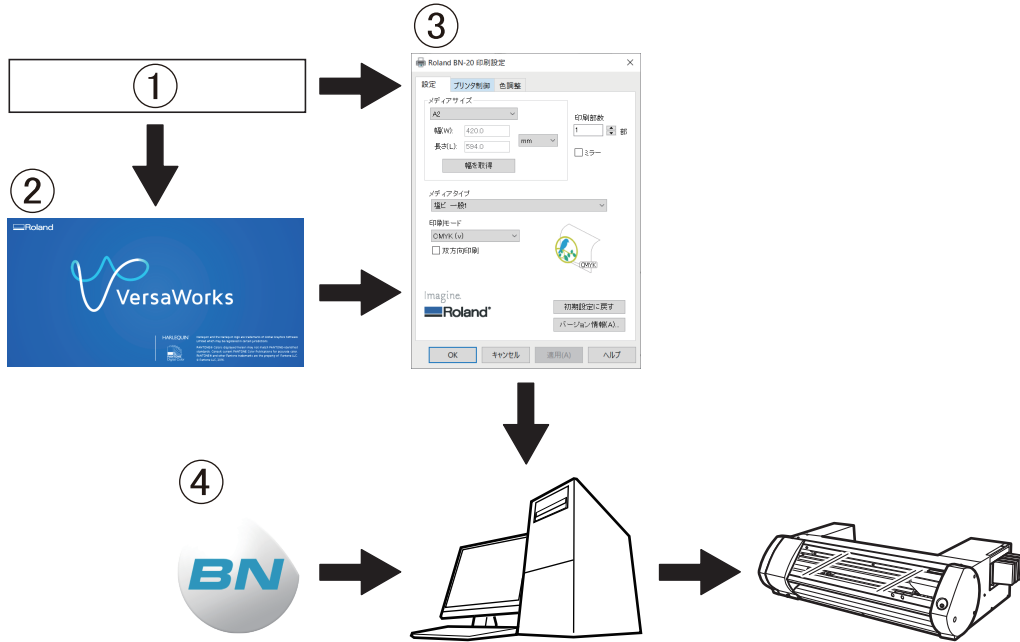 ③
Roland BN-20 印刷設定
設定 プリンタ制御 色調整
メディアサイズ
A2
幅(W): 420.0
長さ(L): 594.0
mm
幅を取得
印刷部数
1 部
ミラー
メディアタイプ
塩ビ 一般1
印刷モード
CMYK (v)
双方向印刷
CMYK
Imagine.
Roland
初期設定に戻す
バージョン情報(A)...
OK キャンセル 適用(A) ヘルプ
①
②
Roland
VersaWorks
HARLEQUIN
④
BN